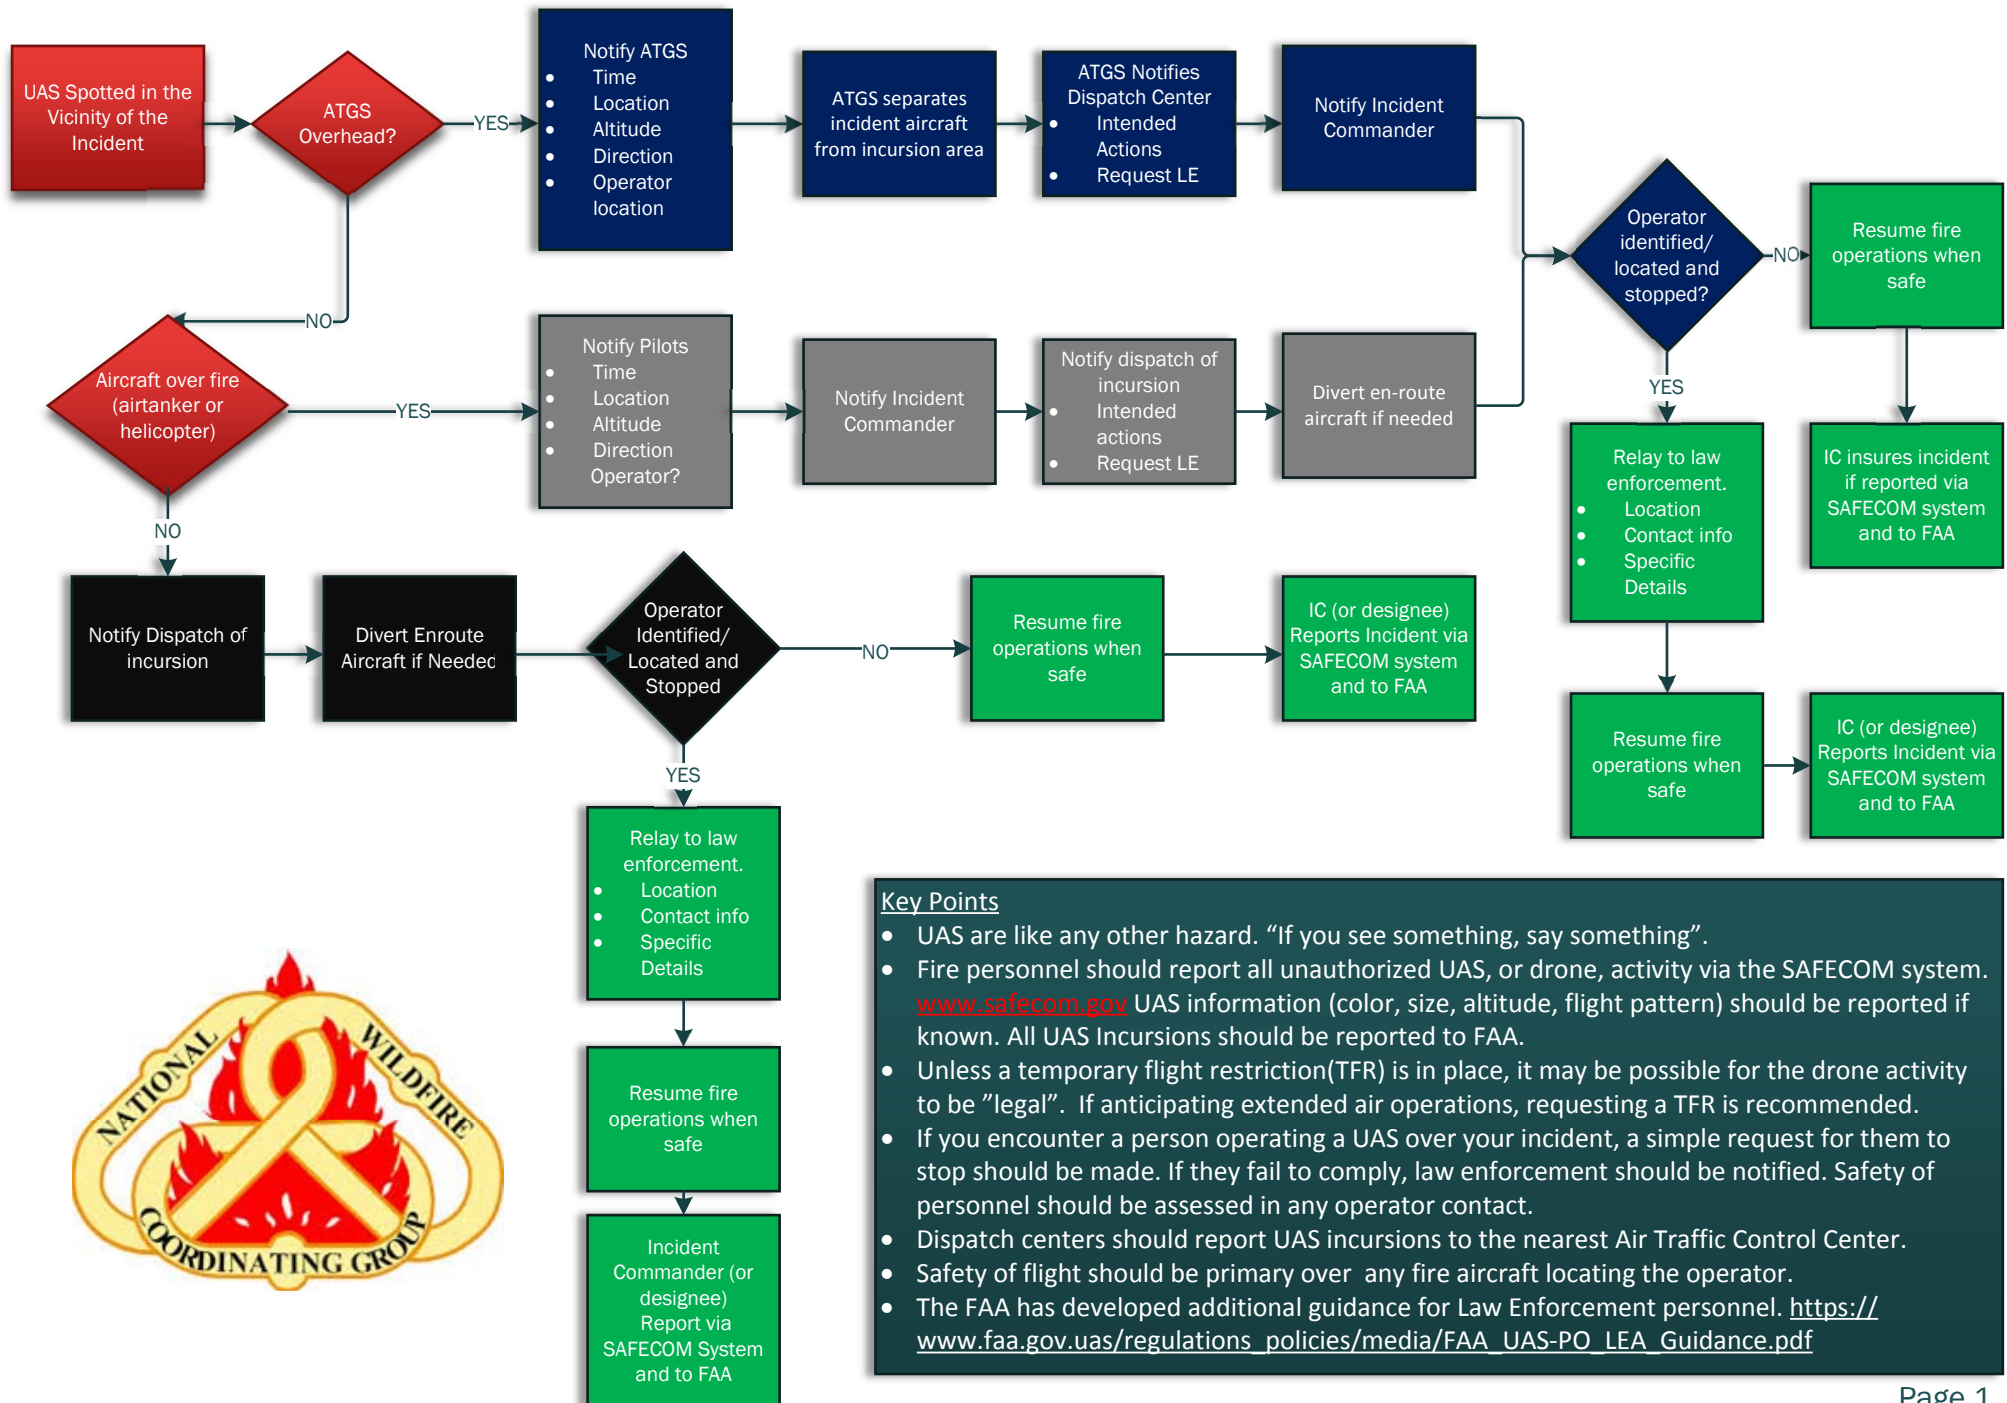 UAS Spotted in the
Vicinity of the
Incident
ATGS
Overhead?
YES
Notify ATGS
• Time
• Location
• Altitude
• Direction
• Operator
location
ATGS separates
incident aircraft
from incursion area
ATGS Notifies
Dispatch Center
• Intended
Actions
• Request LE
Notify Incident
Commander
Operator
identified/
located and
stopped?
NO
Resume fire
operations when
safe
NO
Aircraft over fire
(airtanker or
helicopter)
YES
Notify Pilots
• Time
• Location
• Altitude
• Direction
Operator?
Notify Incident
Commander
Notify dispatch of
incursion
• Intended
actions
• Request LE
Divert en-route
aircraft if needed
YES
Relay to law
enforcement.
• Location
• Contact info
• Specific
Details
IC insures incident
if reported via
SAFECOM system
and to FAA
NO
Notify Dispatch of
incursion
Divert Enroute
Aircraft if Needed
Operator
Identified/
Located and
Stopped
NO
Resume fire
operations when
safe
IC (or designee)
Reports Incident via
SAFECOM system
and to FAA
Resume fire
operations when
safe
IC (or designee)
Reports Incident via
SAFECOM system
and to FAA
YES
Relay to law
enforcement.
• Location
• Contact info
• Specific
Details
Resume fire
operations when
safe
Incident
Commander (or
designee)
Report via
SAFECOM System
and to FAA
NATIONAL
WILDFIRE
COORDINATING GROUP
Key Points
• UAS are like any other hazard. “If you see something, say something”.
• Fire personnel should report all unauthorized UAS, or drone, activity via the SAFECOM system.
www.safecom.gov UAS information (color, size, altitude, flight pattern) should be reported if
known. All UAS Incursions should be reported to FAA.
• Unless a temporary flight restriction(TFR) is in place, it may be possible for the drone activity
to be ”legal”. If anticipating extended air operations, requesting a TFR is recommended.
• If you encounter a person operating a UAS over your incident, a simple request for them to
stop should be made. If they fail to comply, law enforcement should be notified. Safety of
personnel should be assessed in any operator contact.
• Dispatch centers should report UAS incursions to the nearest Air Traffic Control Center.
• Safety of flight should be primary over any fire aircraft locating the operator.
• The FAA has developed additional guidance for Law Enforcement personnel. https://
www.faa.gov.uas/regulations_policies/media/FAA_UAS-PO_LEA_Guidance.pdf
Page 1